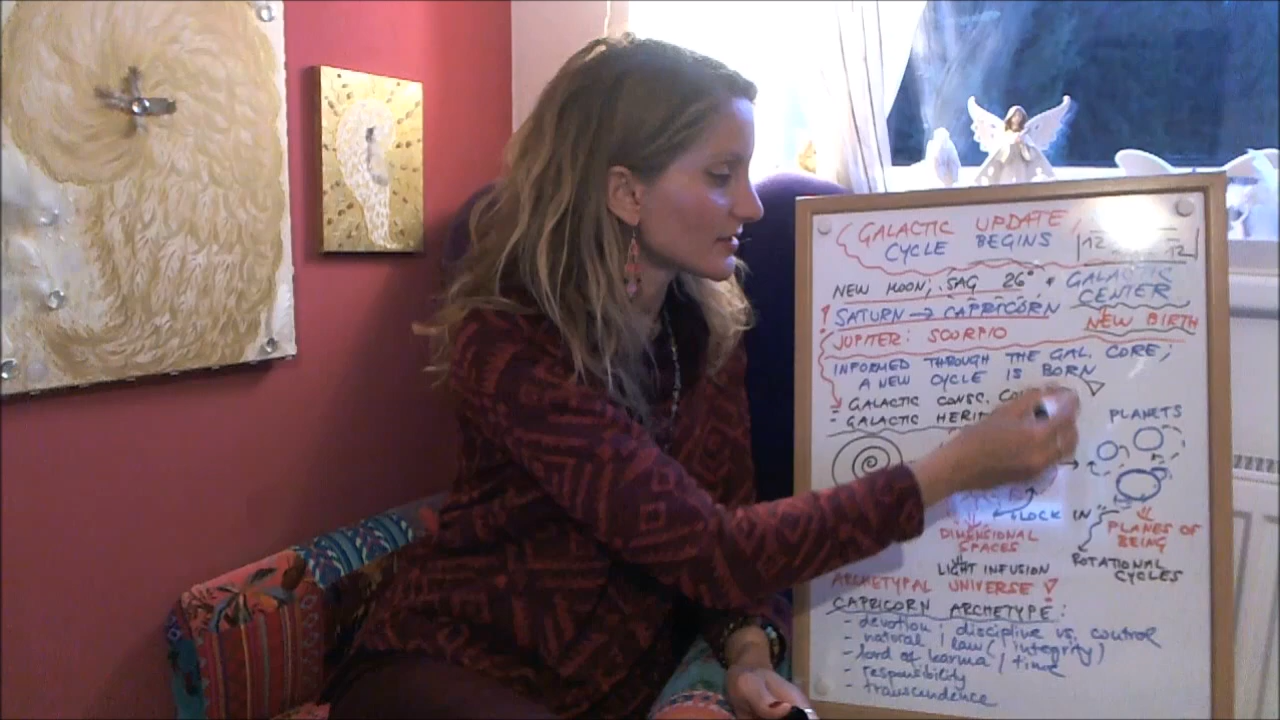 GALACTIC UPDATE,
CYCLE BEGINS
NEW MOON; SAG 26° + GALACTIC CENTER
! SATURN → CAPRICORN
NEW BIRTH
JUPITER: SCORPIO
INFORMED THROUGH THE GAL. CORE;
A NEW CYCLE IS BORN
- GALACTIC CONSC.
- GALACTIC
PLANETS
LOCK IN
DIMENSIONAL
SPACES
PLANES OF
BEING
LIGHT INFUSION
ROTATIONAL
CYCLES
ARCHETYPAL UNIVERSE !
CAPRICORN ARCHETYPE:
- devotion / discipline vs. control
- natural / law (integrity)
- lord of karma / time
- responsibility
- transcendence